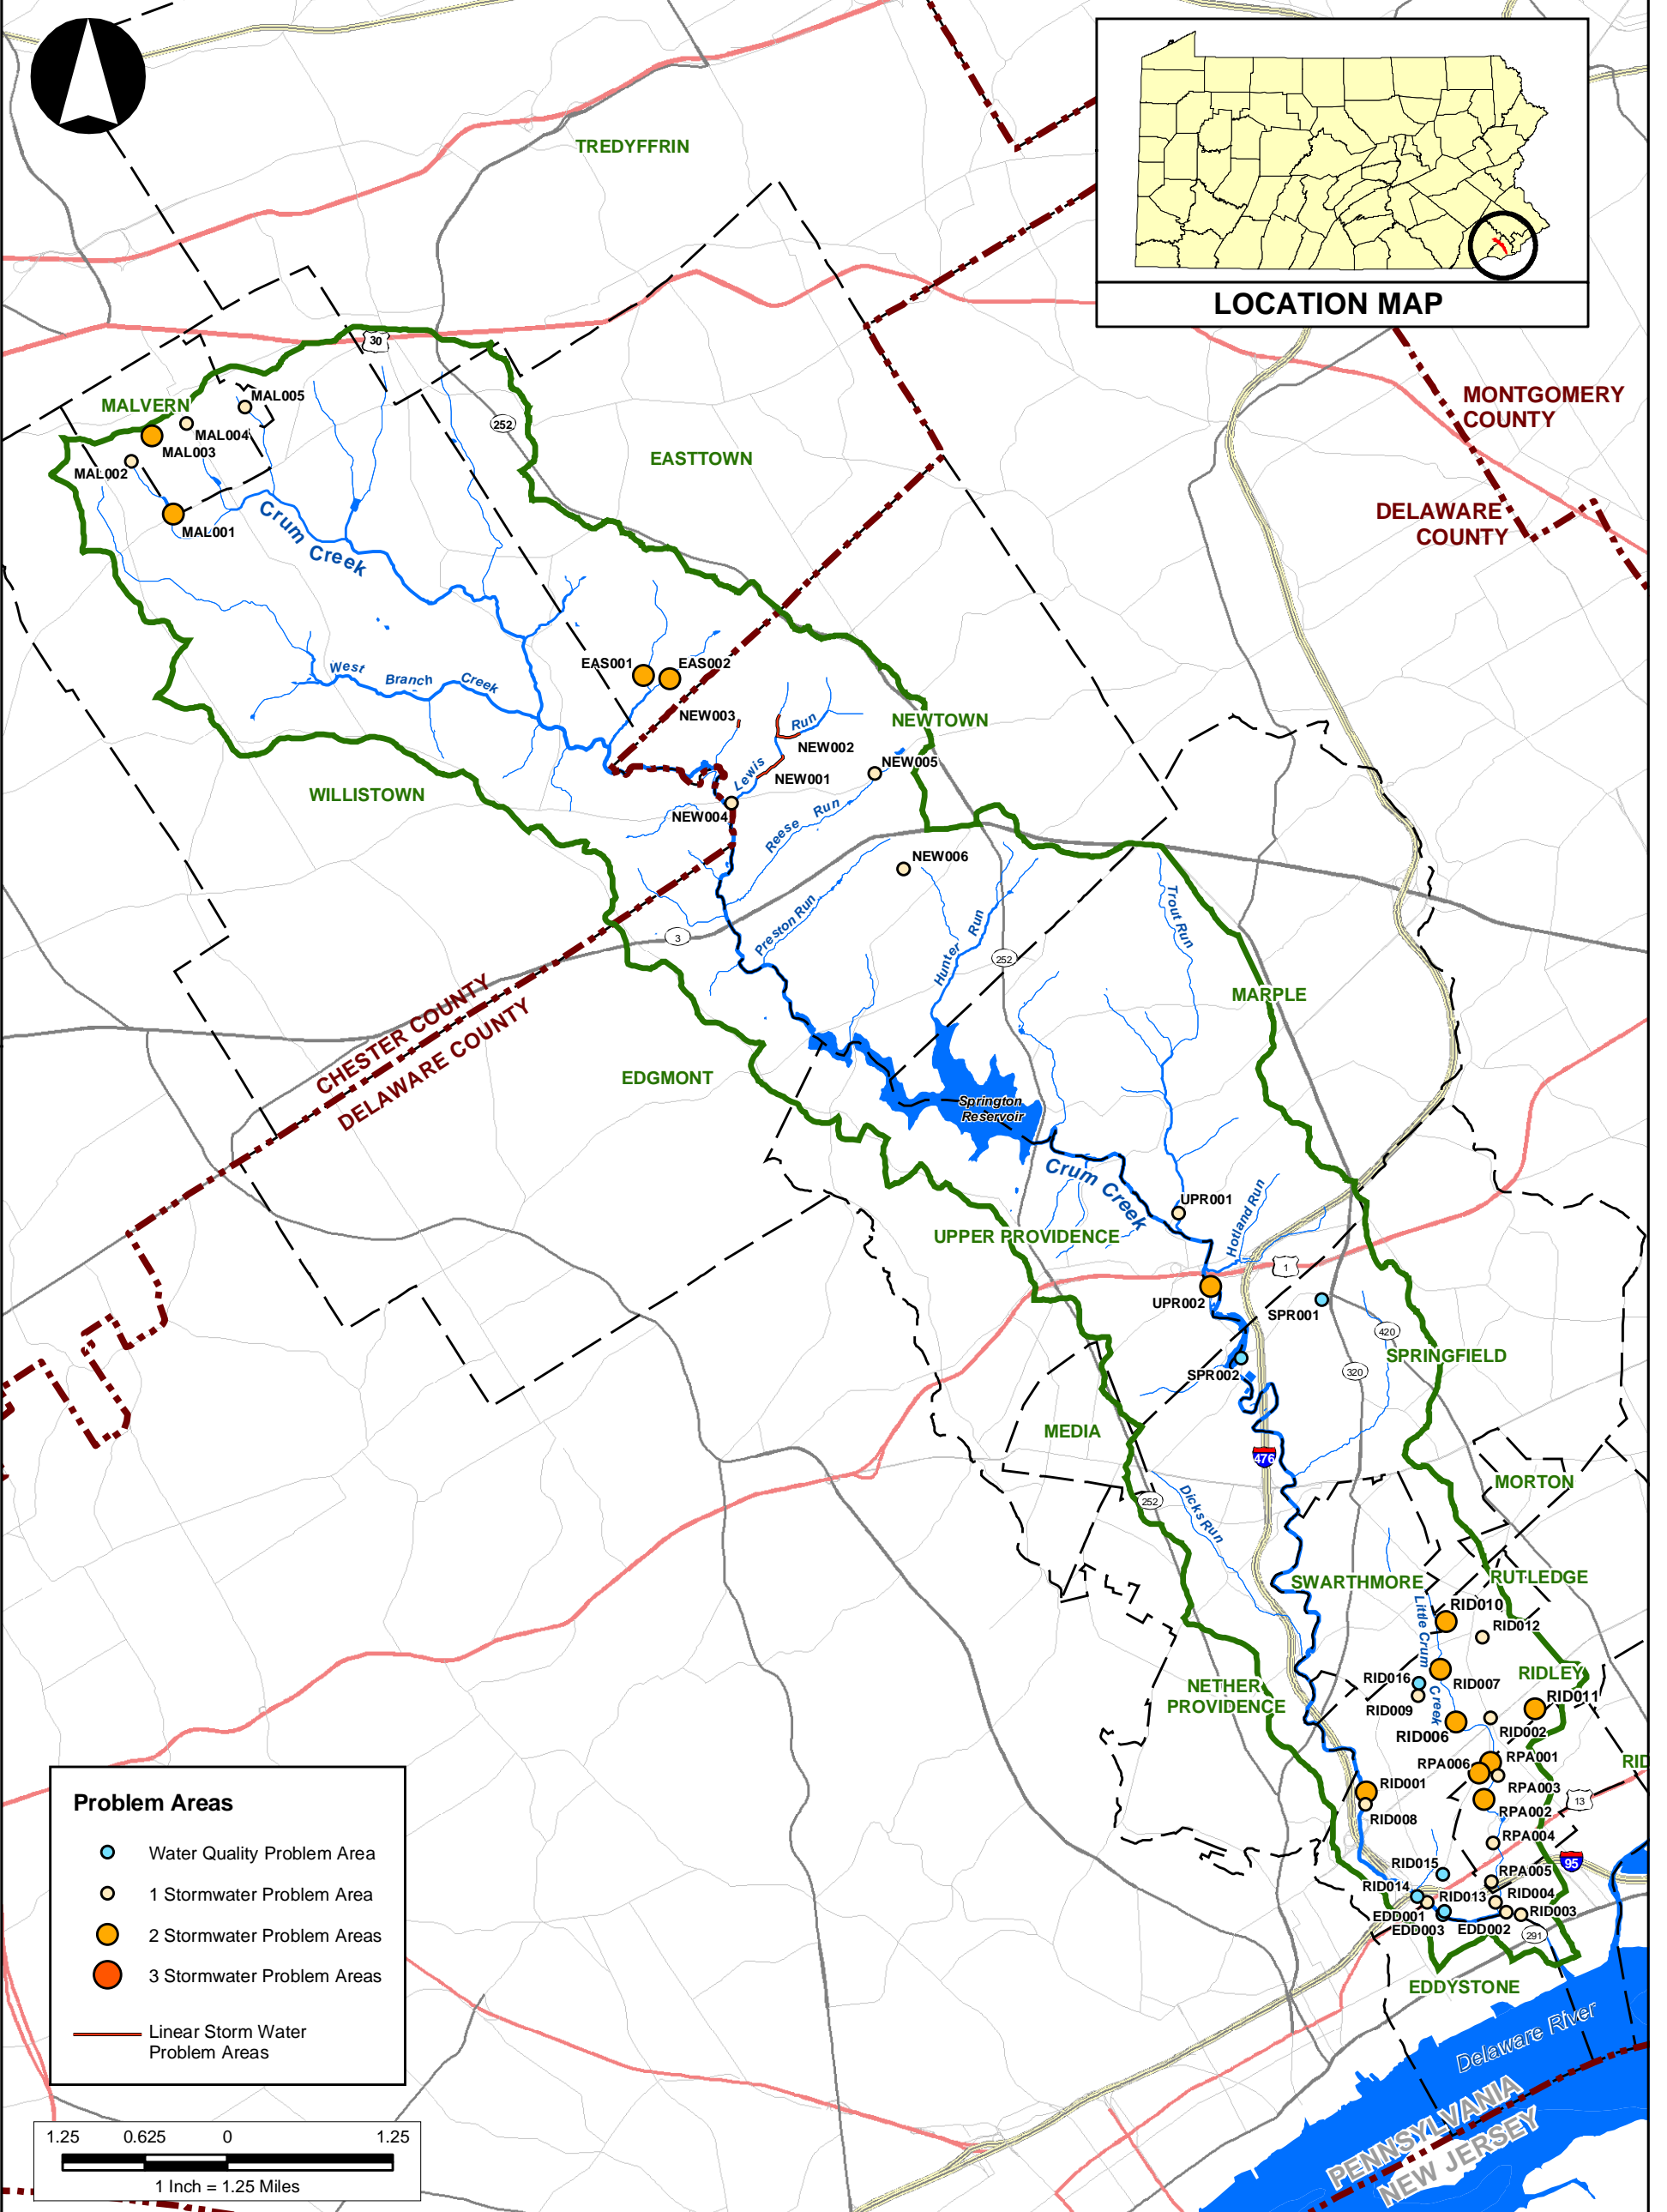 LOCATION MAP
TREDYFFRIN
MONTGOMERY
COUNTY
DELAWARE
COUNTY
30
MALVERN
MAL005
MAL004
MAL003
MAL002
MAL001
252
EASTTOWN
Crum Creek
West Branch Creek
EAS001
EAS002
NEW003
Run
NEW002
Lewis
NEW001
NEWTOWN
NEW005
NEW004
Reese Run
WILLISTOWN
NEW006
Preston Run
3
Hunter Run
252
Trout Run
MARPLE
CHESTER COUNTY
DELAWARE COUNTY
EDGMONT
Springton
Reservoir
Crum Creek
UPR001
Hotland Run
UPPER PROVIDENCE
1
UPR002
SPR001
420
SPRINGFIELD
320
SPR002
MEDIA
476
MORTON
252
Dicks Run
SWARTHMORE
RUTLEDGE
Little Crum Creek
RID010
RID012
RIDLEY
RID016
RID007
RID009
RID011
NETHER
PROVIDENCE
RID006
RID002
RPA006
RPA001
RID
RID001
RPA003
13
RID008
RPA002
RPA004
RID015
RPA005
95
RID014
RID013
RID004
EDD001
RID003
EDD003
EDD002
291
EDDYSTONE
Delaware River
PENNSYLVANIA
NEW JERSEY
Problem Areas
Water Quality Problem Area
1 Stormwater Problem Area
2 Stormwater Problem Areas
3 Stormwater Problem Areas
Linear Storm Water
Problem Areas
1.25 0.625 0 1.25
1 Inch = 1.25 Miles